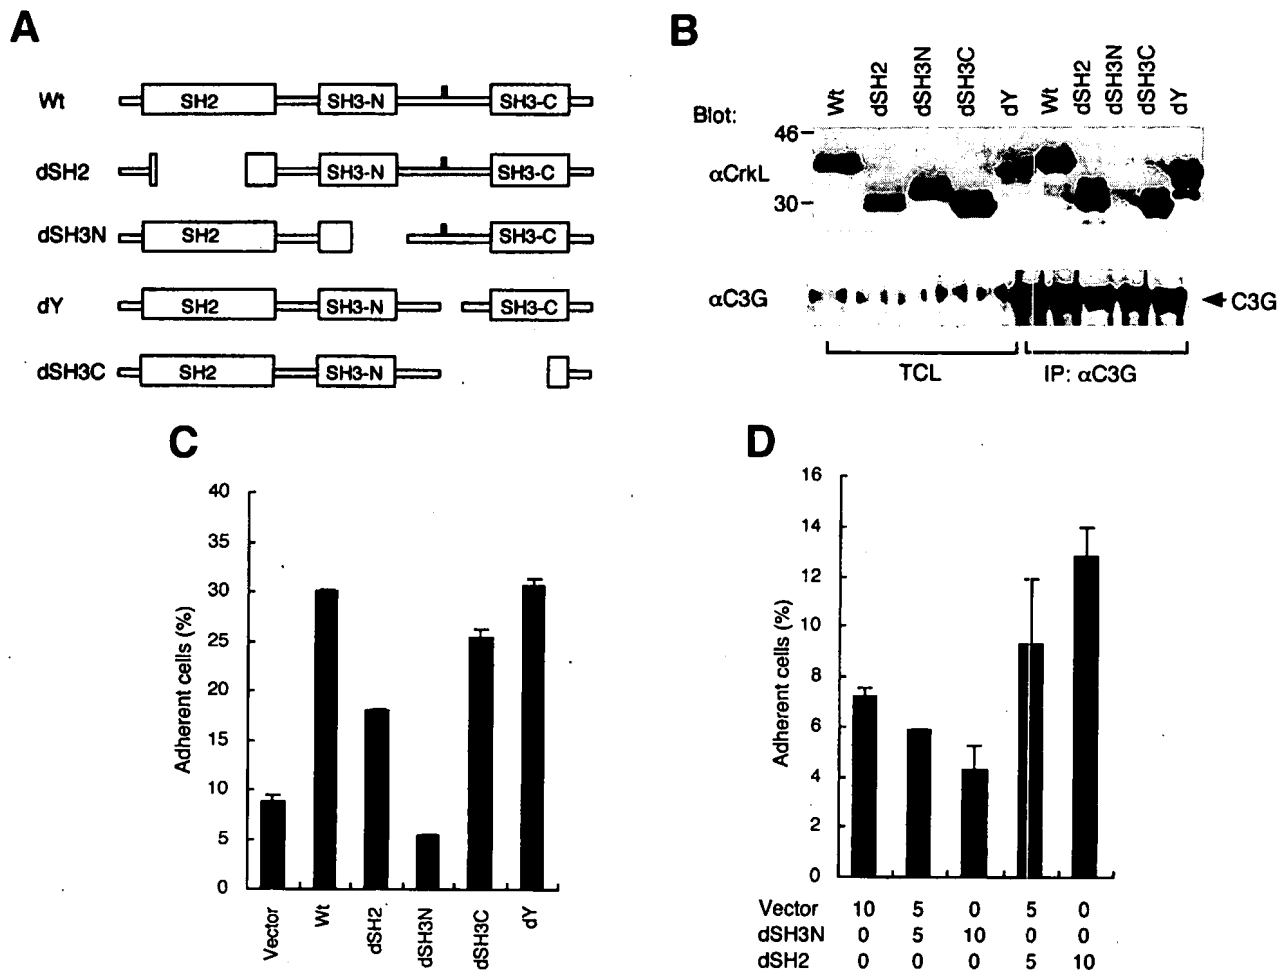 A
Wt SH2 SH3-N SH3-C
dSH2 SH3-N SH3-C
dSH3N SH2 SH3-C
dY SH2 SH3-N SH3-C
dSH3C SH2 SH3-N
B
Blot: Wt dSH2 dSH3N dSH3C dY Wt dSH2 dSH3N dSH3C dY
46
αCrkL
30
αC3G C3G
TCL IP: αC3G
C
Adherent cells (%)
40
35
30
25
20
15
10
5
0
Vector Wt dSH2 dSH3N dSH3C dY
D
Adherent cells (%)
16
14
12
10
8
6
4
2
0
Vector 10 5 0 5 0
dSH3N 0 5 10 0 0
dSH2 0 0 0 5 10